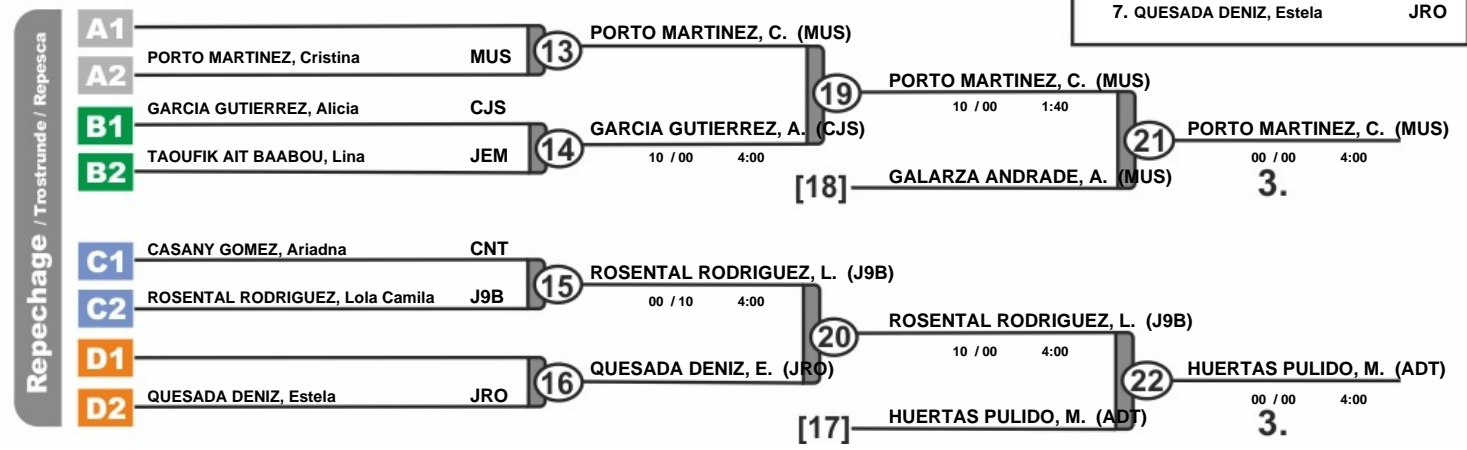 7. QUESADA DENIZ, Estela JRO
Repechage / Trostrunde / Repesca
A1
PORTO MARTINEZ, Cristina MUS
A2
13
PORTO MARTINEZ, C. (MUS)
GARCIA GUTIERREZ, Alicia CJS
B1
TAOUFIK AIT BAABOU, Lina JEM
B2
14
GARCIA GUTIERREZ, A. (CJS)
10 / 00 4:00
19
PORTO MARTINEZ, C. (MUS)
10 / 00 1:40
[18]
GALARZA ANDRADE, A. (MUS)
21
PORTO MARTINEZ, C. (MUS)
00 / 00 4:00
3.
CASANY GOMEZ, Ariadna CNT
C1
ROSENTAL RODRIGUEZ, Lola Camila J9B
C2
15
ROSENTAL RODRIGUEZ, L. (J9B)
00 / 10 4:00
D1
QUESADA DENIZ, Estela JRO
D2
16
QUESADA DENIZ, E. (JRO)
20
ROSENTAL RODRIGUEZ, L. (J9B)
10 / 00 4:00
[17]
HUERTAS PULIDO, M. (ADT)
22
HUERTAS PULIDO, M. (ADT)
00 / 00 4:00
3.